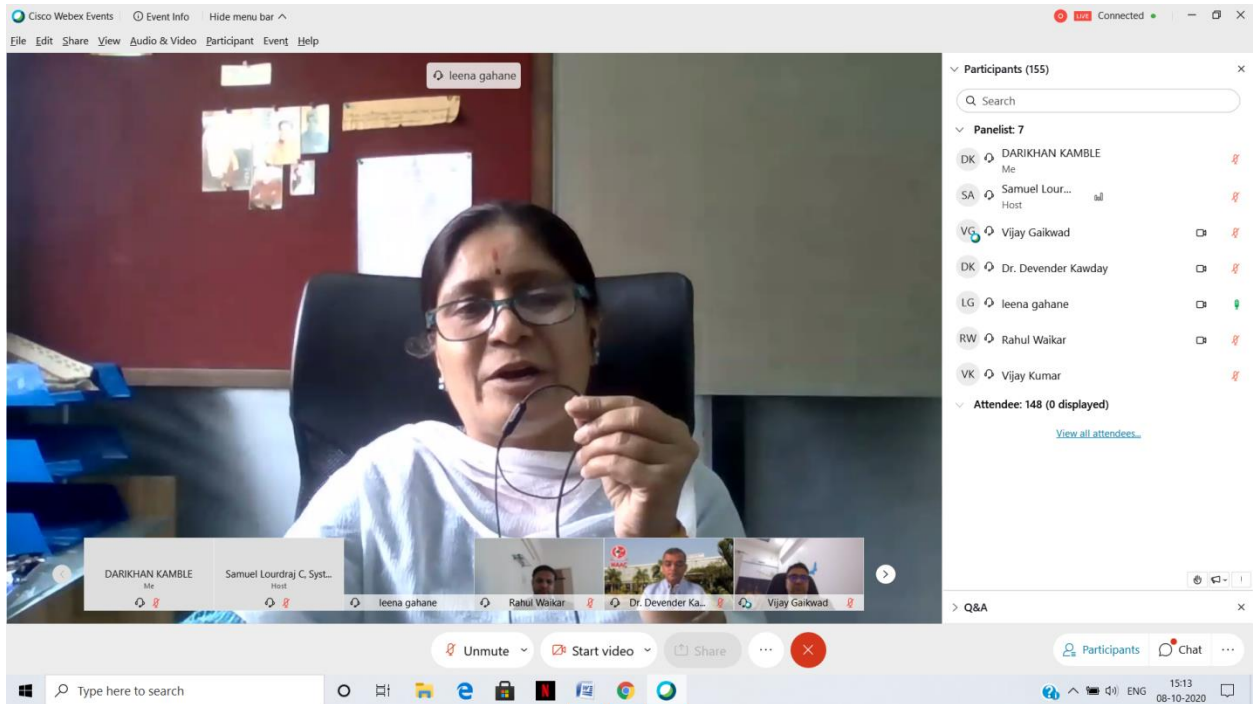 Cisco Webex Events Event Info Hide menu bar
LIVE Connected
File Edit Share View Audio & Video Participant Event Help
leena gahane
DARIKHAN KAMBLE
Me
Samuel Lourdraj C, Syst...
Host
leena gahane
Rahul Waikar
NAAC
Dr. Devender Ka...
Vijay Gaikwad
Participants (155)
Search
Panelist: 7
DK DARIKHAN KAMBLE
Me
SA Samuel Lour...
Host
VG Vijay Gaikwad
DK Dr. Devender Kawday
LG leena gahane
RW Rahul Waikar
VK Vijay Kumar
Attendee: 148 (0 displayed)
View all attendees...
Q&A
Unmute Start video Share ...
Participants Chat ...
Type here to search
ENG
15:13
08-10-2020